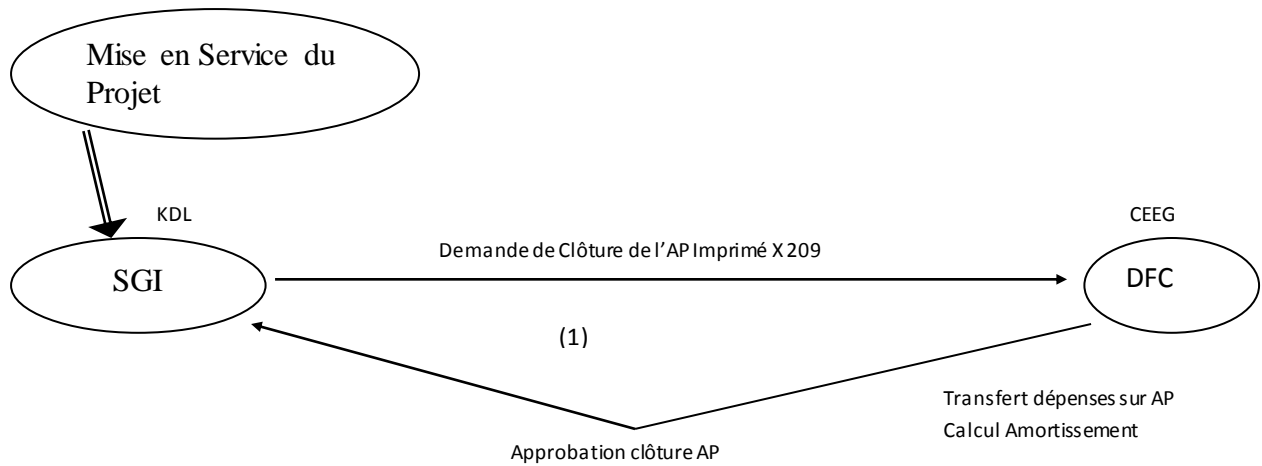 Mise en Service du
Projet
KDL
CEEG
Demande de Clôture de l'AP Imprimé X 209
SGI
DFC
(1)
Transfert dépenses sur AP
Calcul Amortissement
Approbation clôture AP